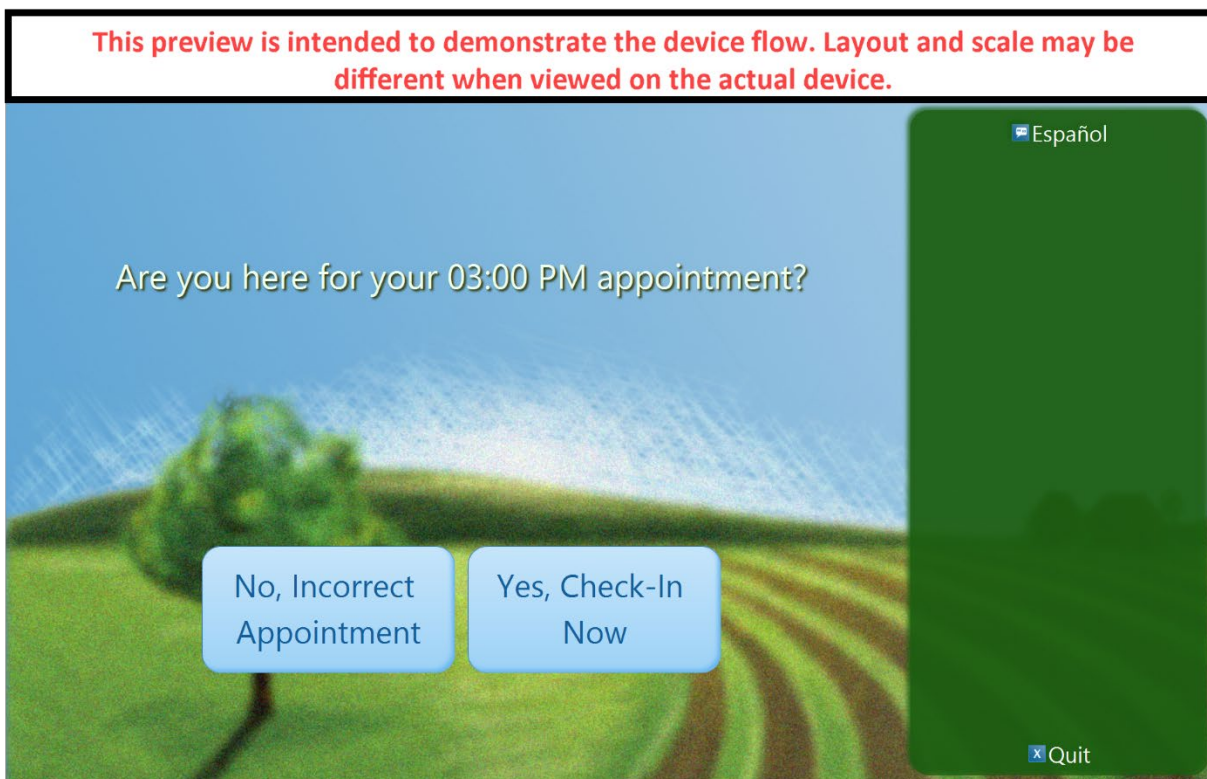 This preview is intended to demonstrate the device flow. Layout and scale may be
different when viewed on the actual device.
Español
Are you here for your 03:00 PM appointment?
No, Incorrect
Appointment
Yes, Check-In
Now
X Quit